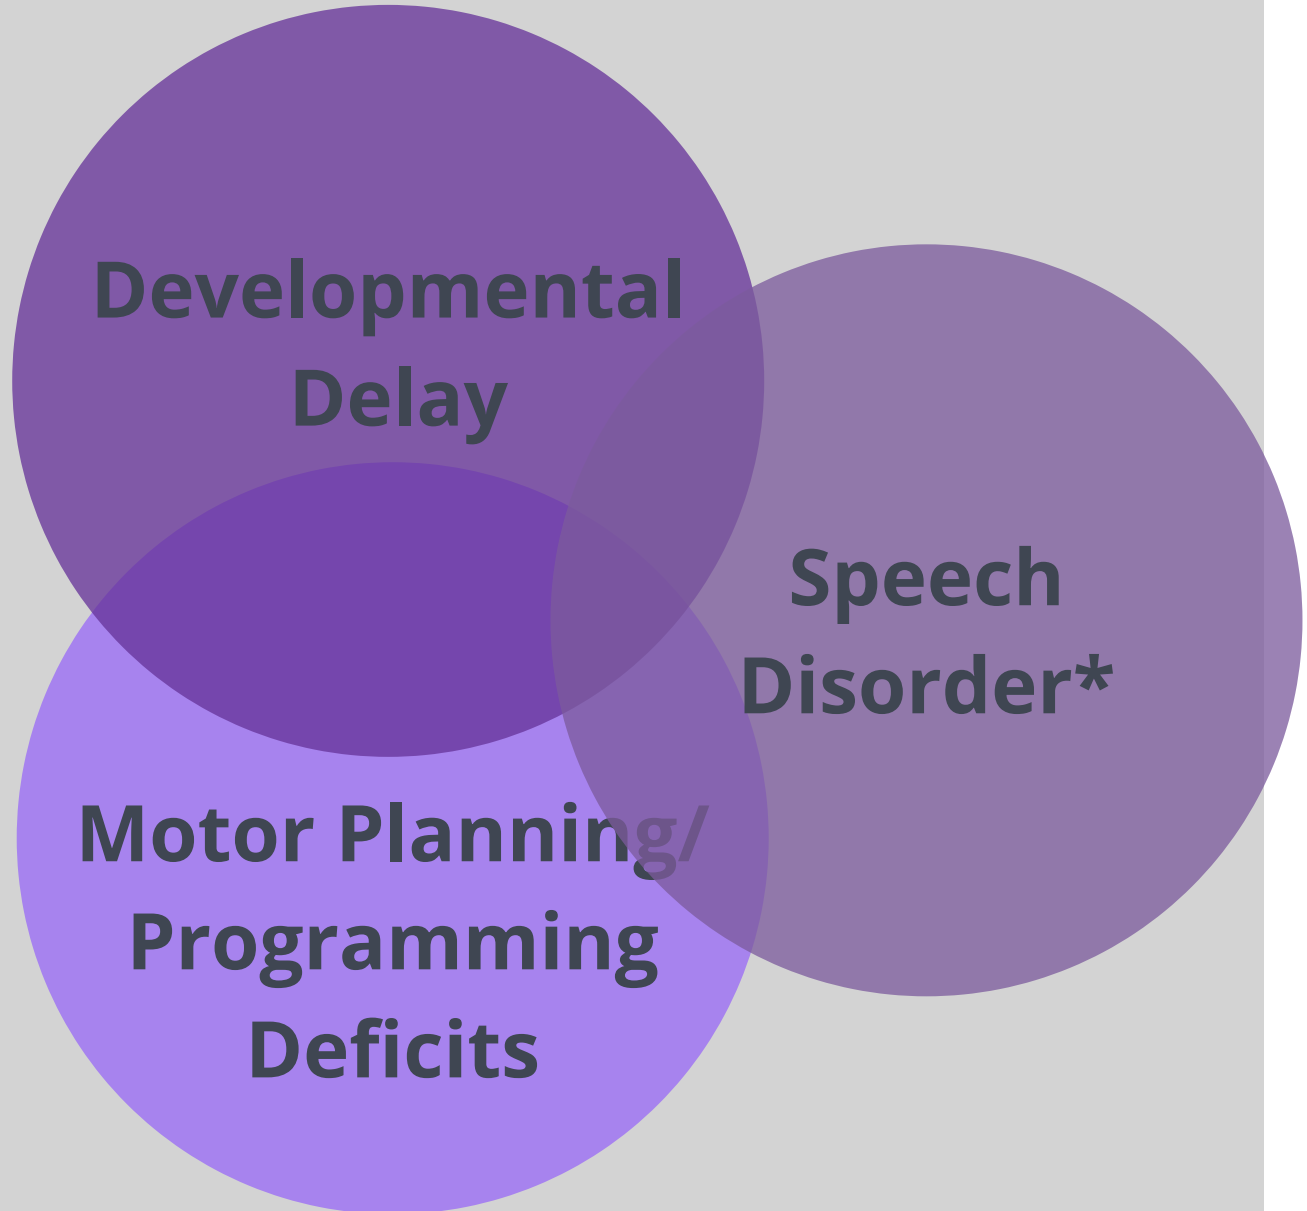 Developmental
Delay
Speech
Disorder*
Motor Planning/
Programming
Deficits